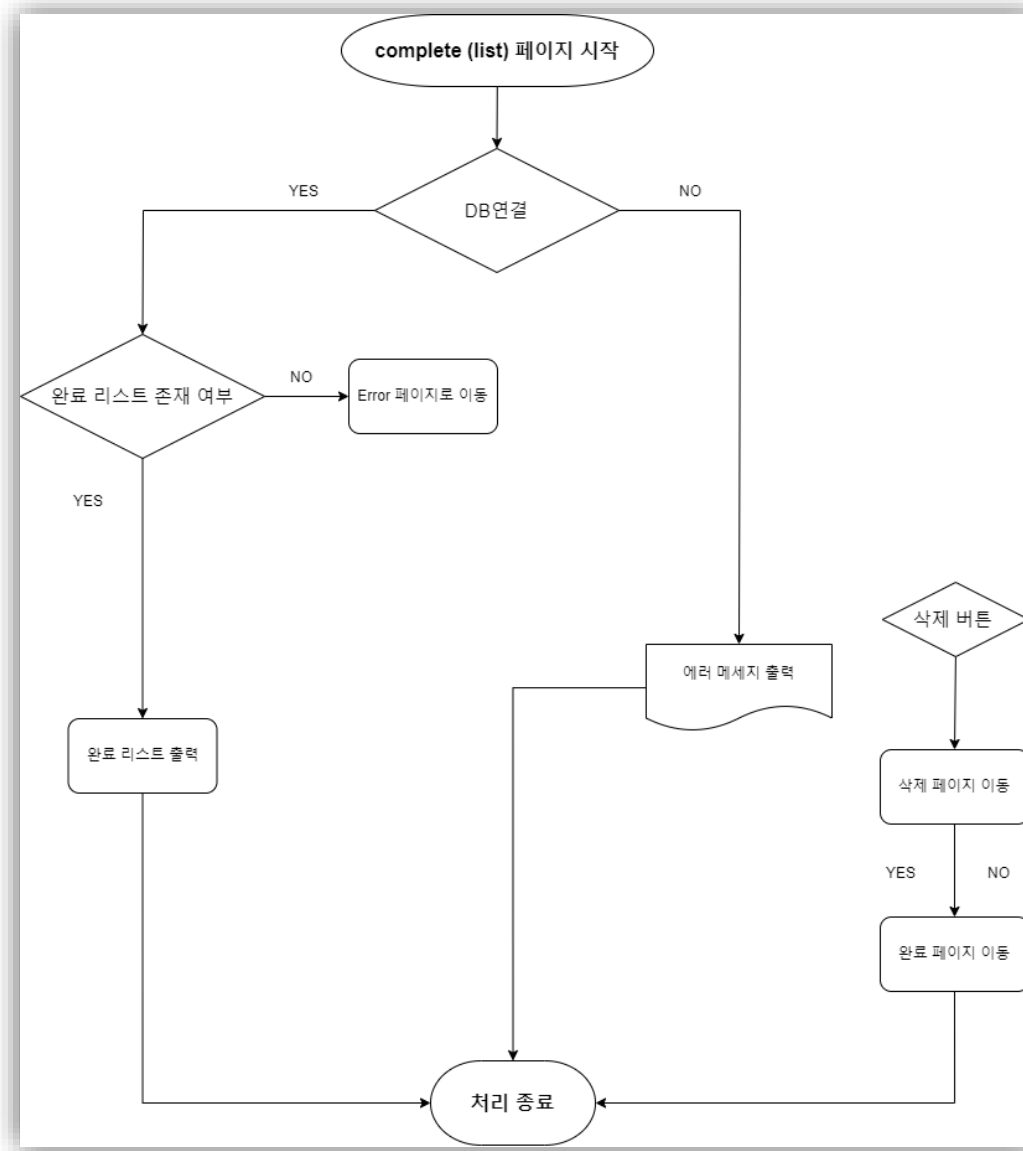 complete (list) 페이지 시작
YES
NO
DB연결
완료 리스트 존재 여부
NO
Error 페이지로 이동
YES
삭제 버튼
에러 메세지 출력
완료 리스트 출력
삭제 페이지 이동
YES
NO
완료 페이지 이동
처리 종료